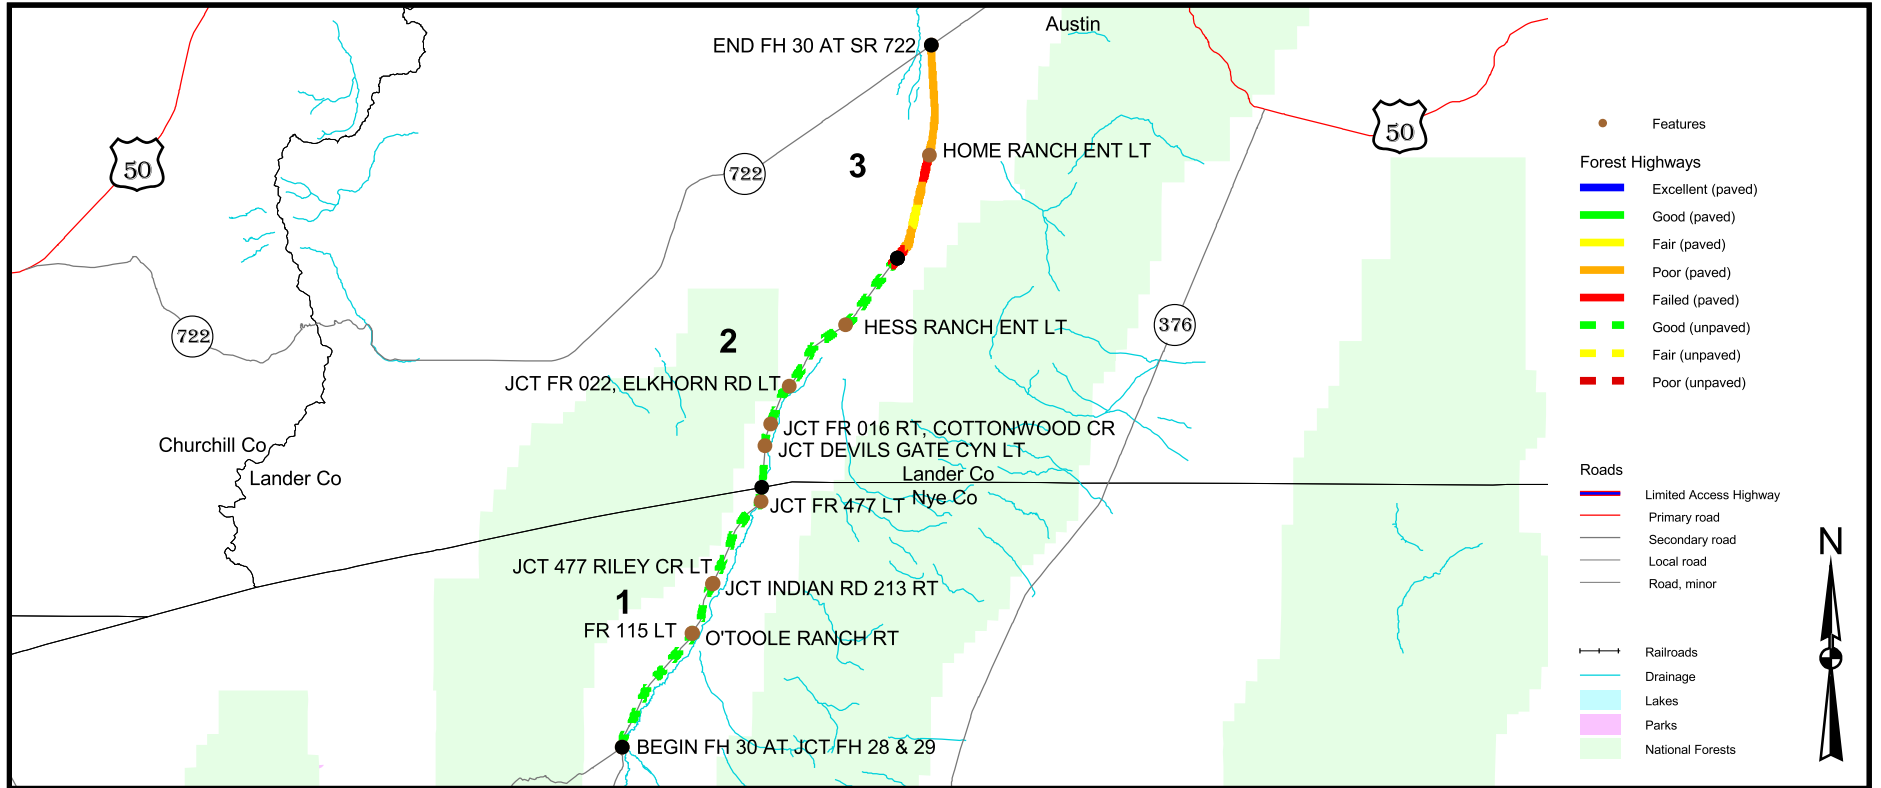 Austin
END FH 30 AT SR 722
50
50
HOME RANCH ENT LT
3
722
722
376
HESS RANCH ENT LT
2
JCT FR 022, ELKHORN RD LT
JCT FR 016 RT, COTTONWOOD CR
JCT DEVILS GATE CYN LT
Churchill Co
Lander Co
Lander Co
Nye Co
JCT FR 477 LT
JCT 477 RILEY CR LT
JCT INDIAN RD 213 RT
1
FR 115 LT
O'TOOLE RANCH RT
BEGIN FH 30 AT JCT FH 28 & 29
Features
Forest Highways
Excellent (paved)
Good (paved)
Fair (paved)
Poor (paved)
Failed (paved)
Good (unpaved)
Fair (unpaved)
Poor (unpaved)
Roads
Limited Access Highway
Primary road
Secondary road
Local road
Road, minor
Railroads
Drainage
Lakes
Parks
National Forests
N